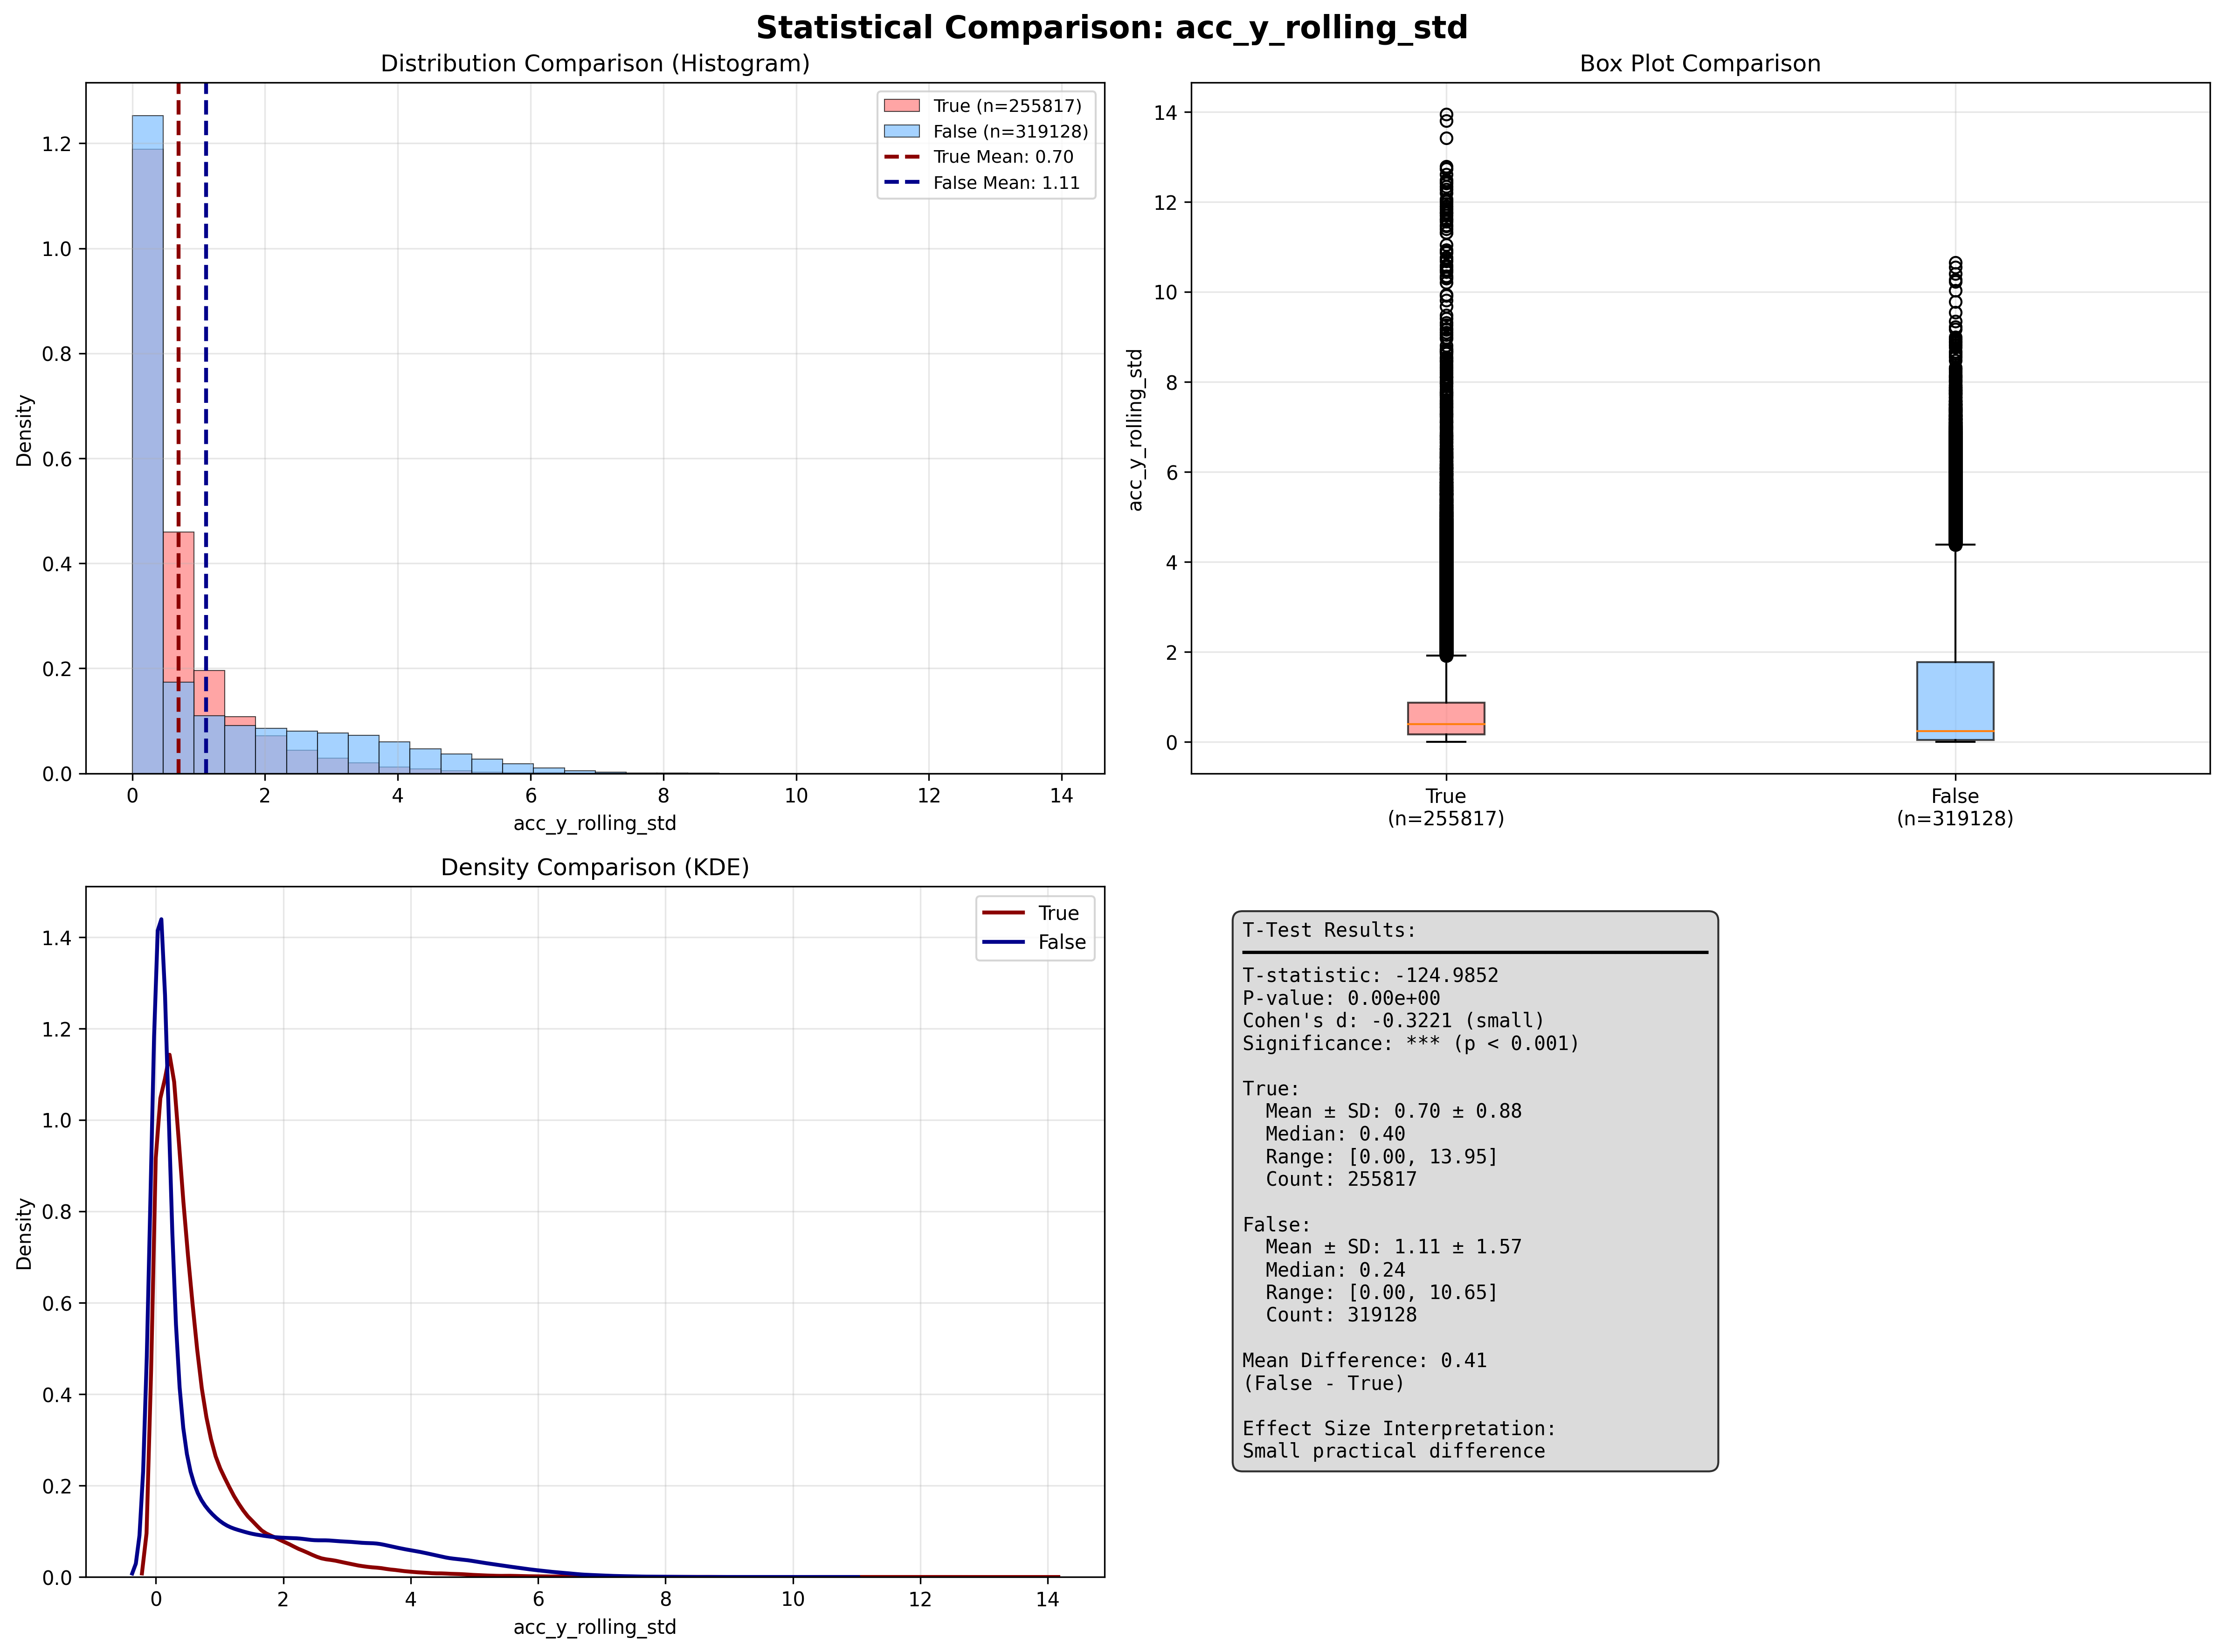 Statistical Comparison: acc_y_rolling_std
Distribution Comparison (Histogram)
True (n=255817)
False (n=319128)
True Mean: 0.70
False Mean: 1.11
Density
1.2
1.0
0.8
0.6
0.4
0.2
0.0
0 2 4 6 8 10 12 14
acc_y_rolling_std
Box Plot Comparison
acc_y_rolling_std
14
12
10
8
6
4
2
0
True
(n=255817)
False
(n=319128)
Density Comparison (KDE)
True
False
Density
1.4
1.2
1.0
0.8
0.6
0.4
0.2
0.0
0 2 4 6 8 10 12 14
acc_y_rolling_std
T-Test Results:
T-statistic: -124.9852
P-value: 0.00e+00
Cohen's d: -0.3221 (small)
Significance: *** (p < 0.001)
True:
Mean ± SD: 0.70 ± 0.88
Median: 0.40
Range: [0.00, 13.95]
Count: 255817
False:
Mean ± SD: 1.11 ± 1.57
Median: 0.24
Range: [0.00, 10.65]
Count: 319128
Mean Difference: 0.41
(False - True)
Effect Size Interpretation:
Small practical difference